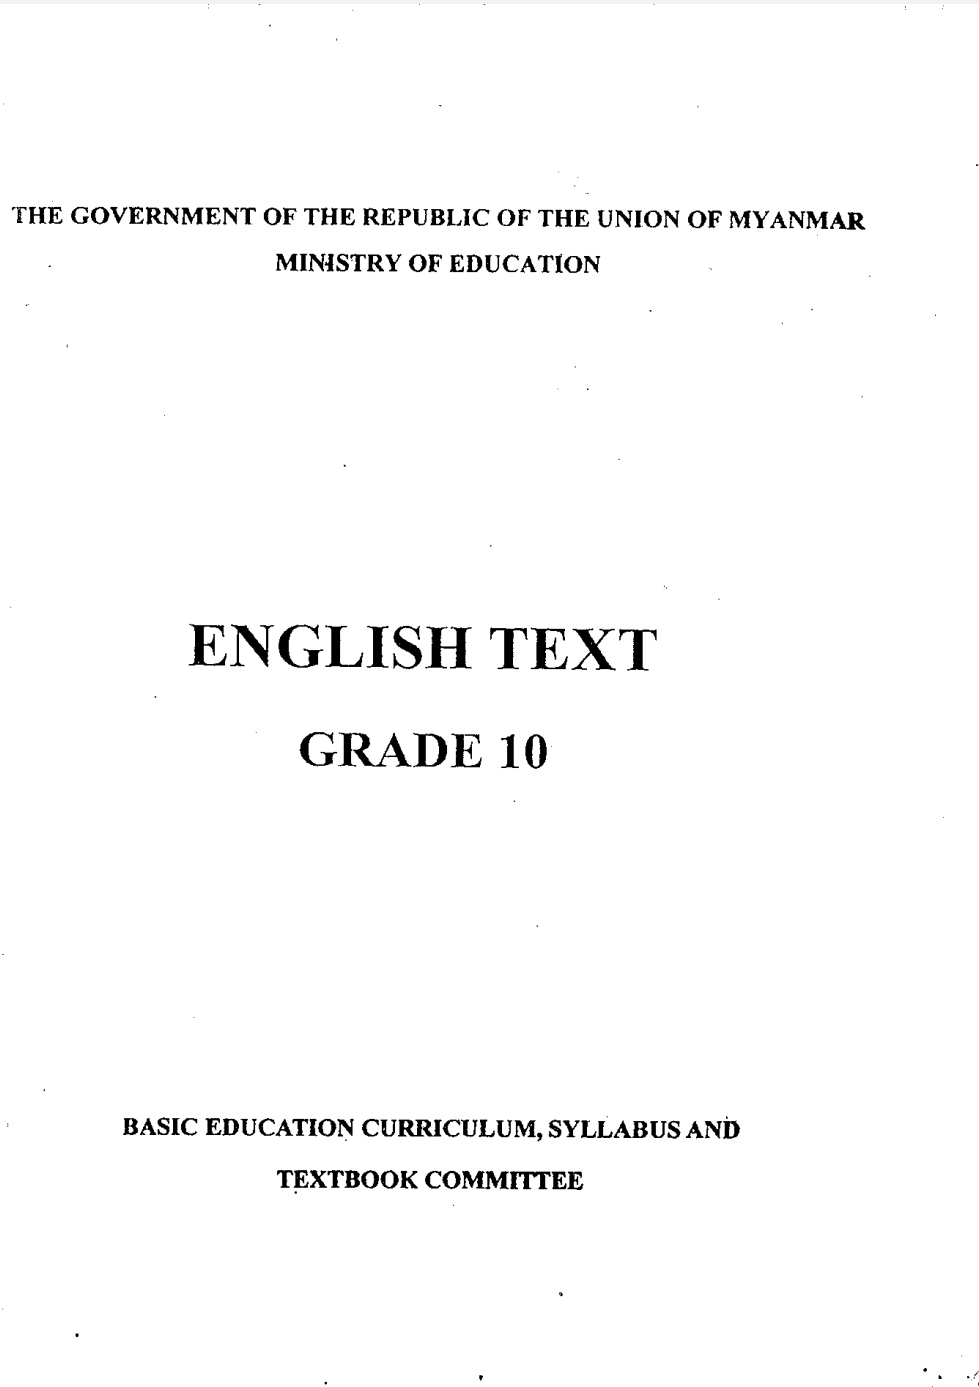 THE GOVERNMENT OF THE REPUBLIC OF THE UNION OF MYANMAR
MINISTRY OF EDUCATION
ENGLISH TEXT
GRADE 10
BASIC EDUCATION CURRICULUM, SYLLABUS AND
TEXTBOOK COMMITTEE